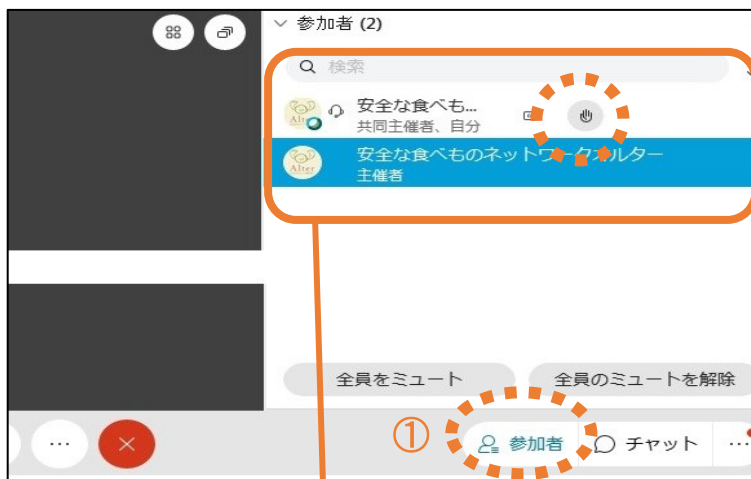 参加者 (2)
検索
安全な食べも...
共同主催者、自分
安全な食べものネットワークオルター
主催者
全員をミュート
全員のミュートを解除
①
参加者
チャット
Alter
Alter